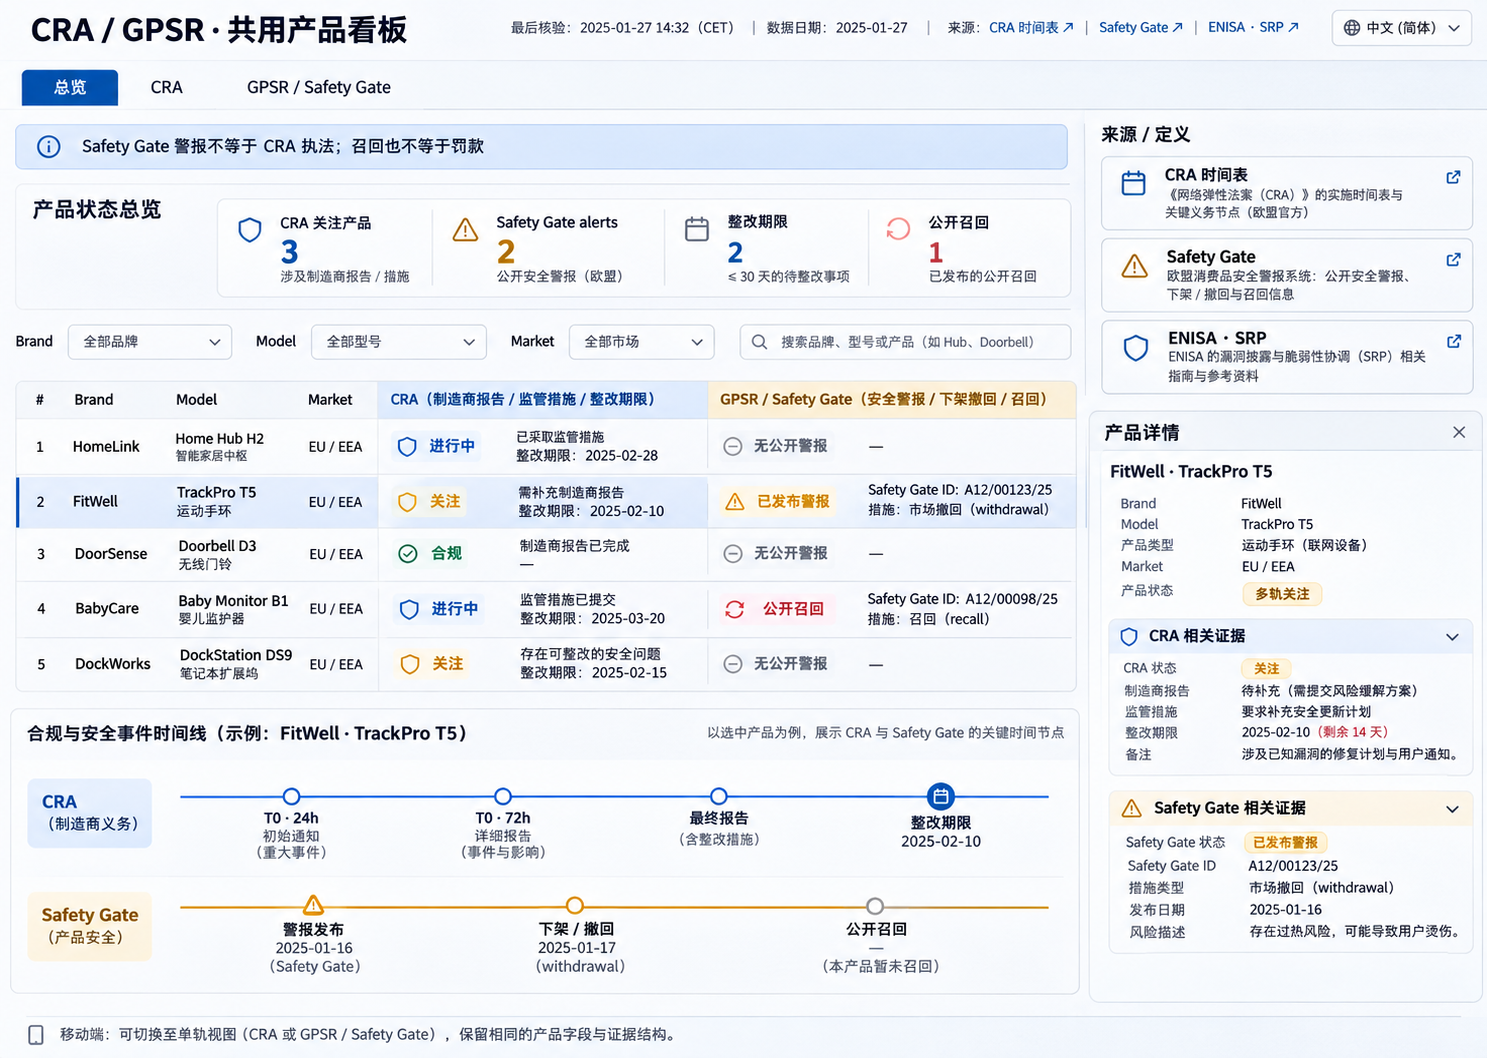 CRA / GPSR · 共用产品看板
最后核验：2025-01-27 14:32（CET） | 数据日期：2025-01-27 | 来源：CRA 时间表 ↗ | Safety Gate ↗ | ENISA · SRP ↗
中文 (简体)
总览 CRA GPSR / Safety Gate
Safety Gate 警报不等于 CRA 执法；召回也不等于罚款
产品状态总览
CRA 关注产品
3
涉及制造商报告 / 措施
Safety Gate alerts
2
公开安全警报（欧盟）
整改期限
2
≤ 30 天的待整改事项
公开召回
1
已发布的公开召回
Brand 全部品牌 Model 全部型号 Market 全部市场 搜索品牌、型号或产品（如 Hub、Doorbell）
# Brand Model Market CRA（制造商报告 / 监管措施 / 整改期限） GPSR / Safety Gate（安全警报 / 下架撤回 / 召回）
1 HomeLink Home Hub H2 智能家居中枢 EU / EEA 进行中 已采取监管措施 整改期限：2025-02-28 无公开警报 —
2 FitWell TrackPro T5 运动手环 EU / EEA 关注 需补充制造商报告 整改期限：2025-02-10 已发布警报 Safety Gate ID: A12/00123/25 措施：市场撤回（withdrawal）
3 DoorSense Doorbell D3 无线门铃 EU / EEA 合规 制造商报告已完成 — 无公开警报 —
4 BabyCare Baby Monitor B1 婴儿监护器 EU / EEA 进行中 监管措施已提交 整改期限：2025-03-20 公开召回 Safety Gate ID: A12/00098/25 措施：召回（recall）
5 DockWorks DockStation DS9 笔记本扩展坞 EU / EEA 关注 存在可整改的安全问题 整改期限：2025-02-15 无公开警报 —
合规与安全事件时间线（示例：FitWell · TrackPro T5）
以选中产品为例，展示 CRA 与 Safety Gate 的关键时间节点
CRA
（制造商义务）
T0 · 24h
初始通知
（重大事件）
T0 · 72h
详细报告
（事件与影响）
最终报告
（含整改措施）
整改期限
2025-02-10
Safety Gate
（产品安全）
警报发布
2025-01-16
（Safety Gate）
下架 / 撤回
2025-01-17
（withdrawal）
公开召回
—
（本产品暂未召回）
移动端：可切换至单轨视图（CRA 或 GPSR / Safety Gate），保留相同的产品字段与证据结构。
来源 / 定义
CRA 时间表
《网络弹性法案（CRA）》的实施时间表与
关键义务节点（欧盟官方）
Safety Gate
欧盟消费品安全警报系统：公开安全警报、
下架 / 撤回与召回信息
ENISA · SRP
ENISA 的漏洞披露与脆弱性协调（SRP）相关
指南与参考资料
产品详情
FitWell · TrackPro T5
Brand FitWell
Model TrackPro T5
产品类型 运动手环（联网设备）
Market EU / EEA
产品状态 多轨关注
CRA 相关证据
CRA 状态 关注
制造商报告 待补充（需提交风险缓解方案）
监管措施 要求补充安全更新计划
整改期限 2025-02-10（剩余 14 天）
备注 涉及已知漏洞的修复计划与用户通知。
Safety Gate 相关证据
Safety Gate 状态 已发布警报
Safety Gate ID A12/00123/25
措施类型 市场撤回（withdrawal）
发布日期 2025-01-16
风险描述 存在过热风险，可能导致用户烫伤。